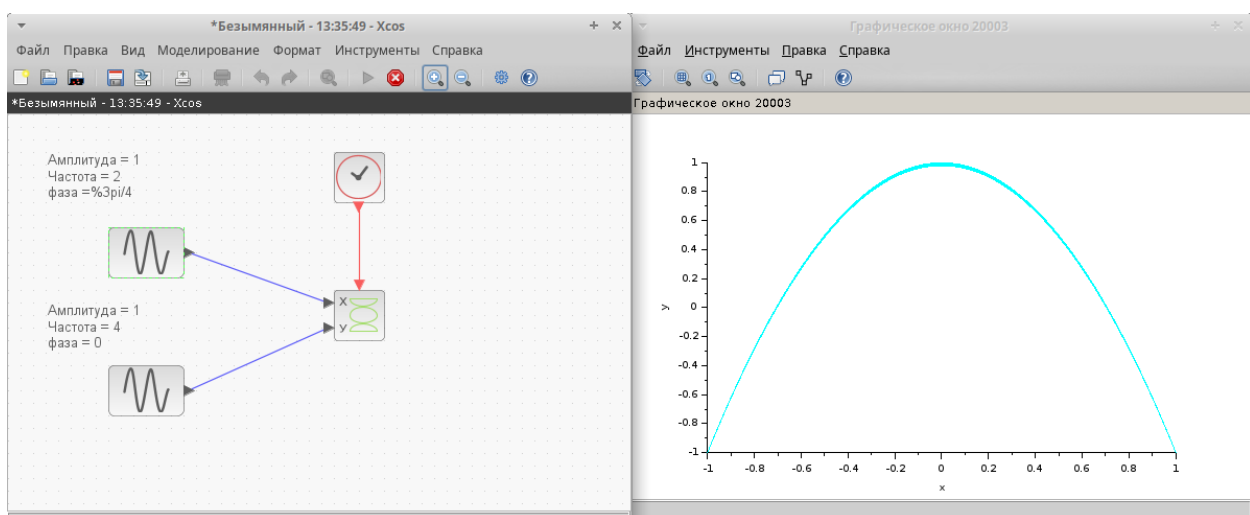 *Безымянный - 13:35:49 - Xcos
Файл Правка Вид Моделирование Формат Инструменты Справка
*Безымянный - 13:35:49 - Xcos
Амплитуда = 1
Частота = 2
фаза =%3pi/4
X
y
Амплитуда = 1
Частота = 4
фаза = 0
Графическое окно 20003
Файл Инструменты Правка Справка
Графическое окно 20003
1
0.8
0.6
0.4
0.2
0
-0.2
-0.4
-0.6
-0.8
-1
y
-1 -0.8 -0.6 -0.4 -0.2 0 0.2 0.4 0.6 0.8 1
x